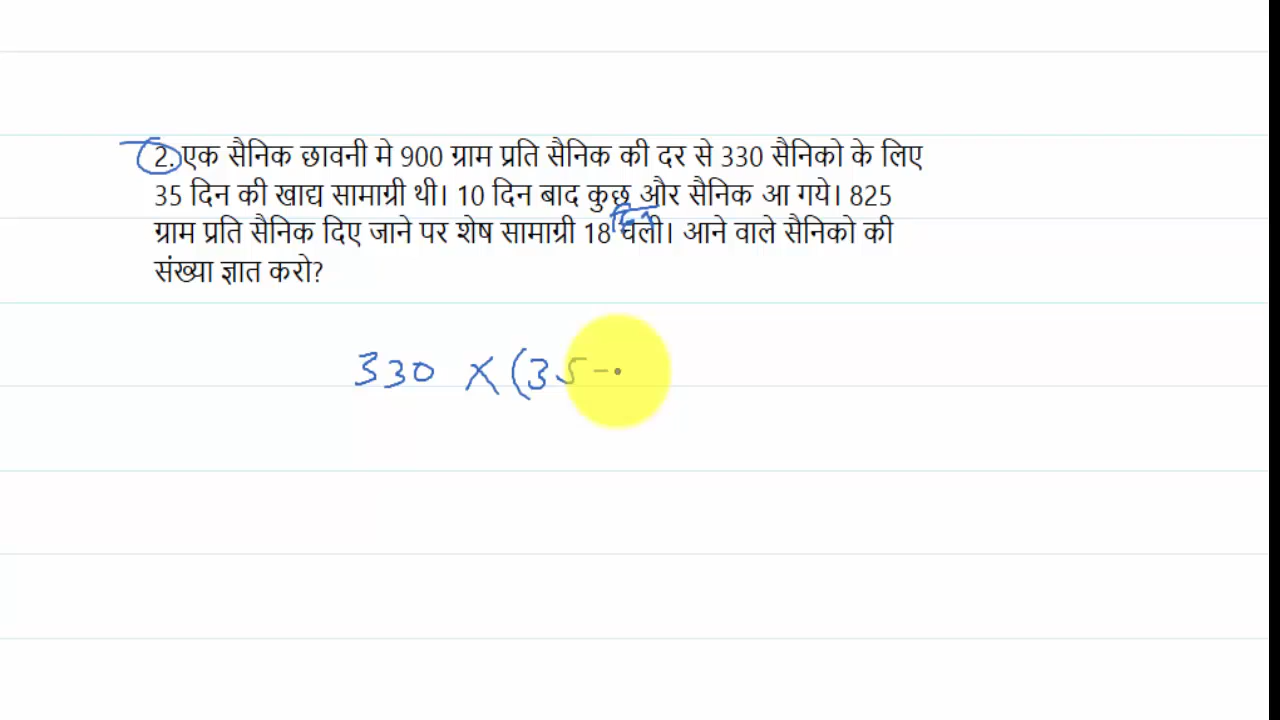 2. एक सैनिक छावनी मे 900 ग्राम प्रति सैनिक की दर से 330 सैनिको के लिए
35 दिन की खाद्य सामाग्री थी। 10 दिन बाद कुछ और सैनिक आ गये। 825
दिन
ग्राम प्रति सैनिक दिए जाने पर शेष सामाग्री 18 चली। आने वाले सैनिको की
संख्या ज्ञात करो?
330 × (35 -